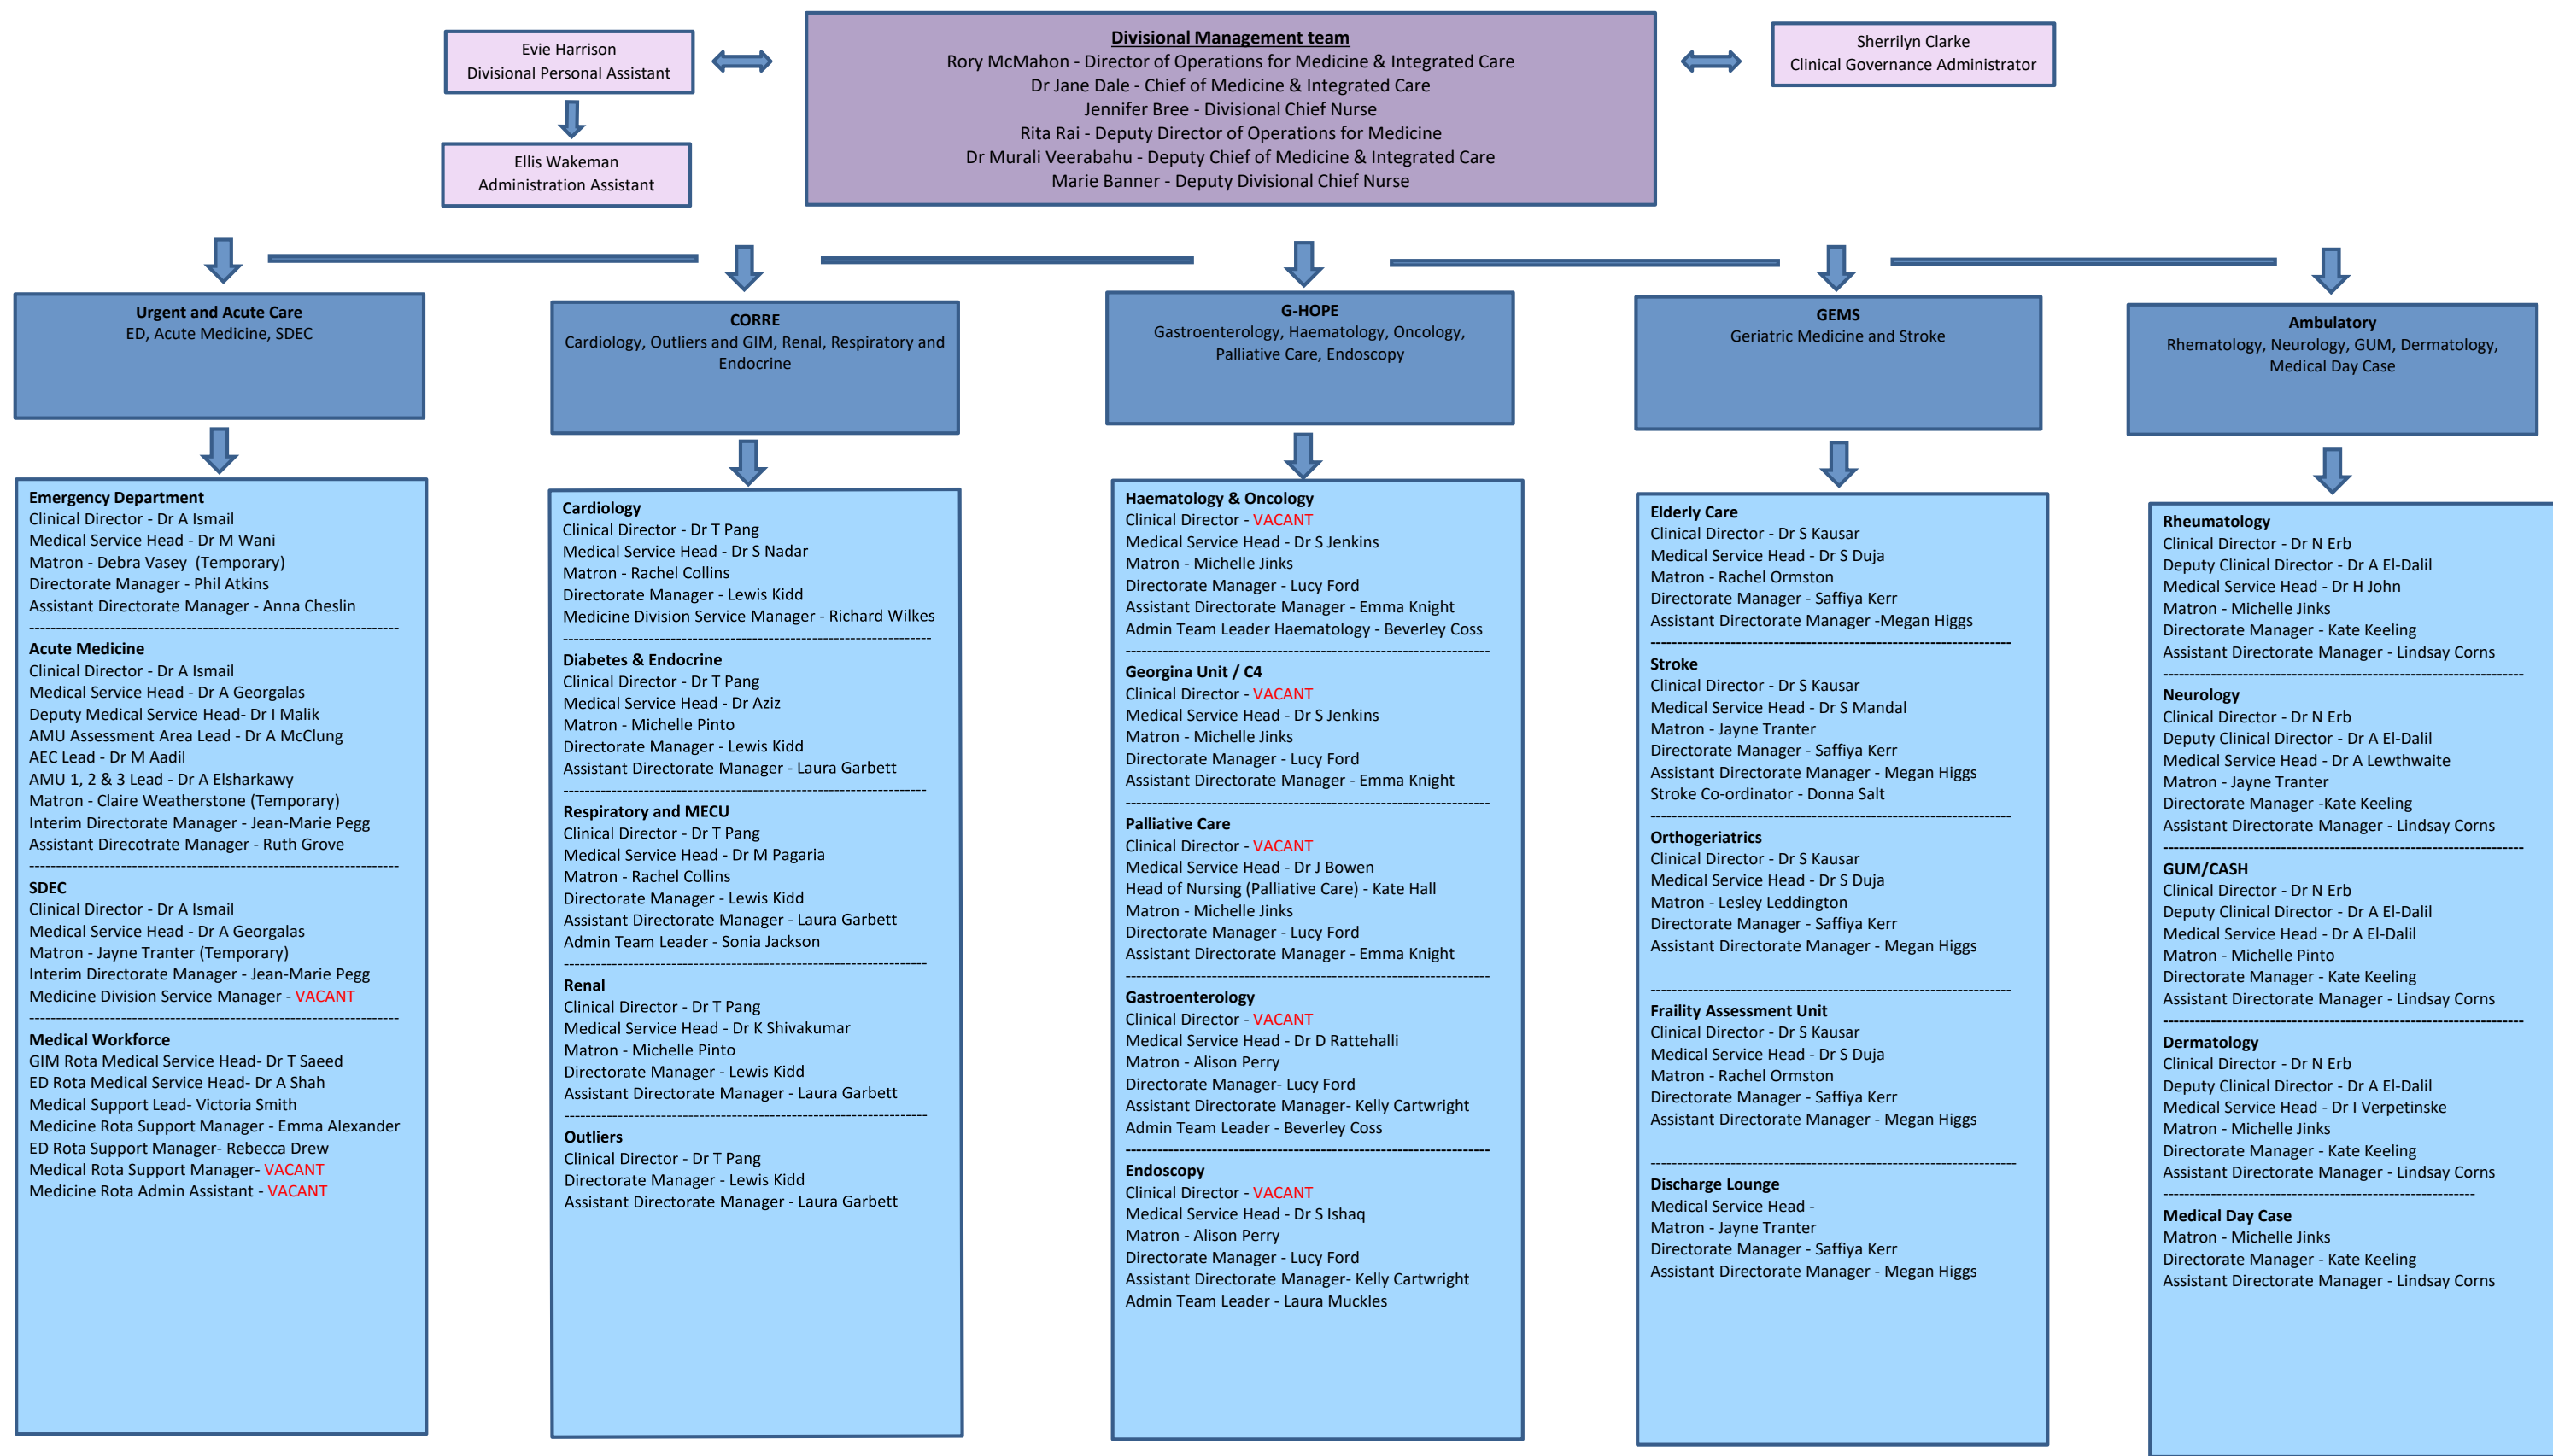 Evie Harrison
Divisional Personal Assistant
Ellis Wakeman
Administration Assistant
Divisional Management team
Rory McMahon - Director of Operations for Medicine & Integrated Care
Dr Jane Dale - Chief of Medicine & Integrated Care
Jennifer Bree - Divisional Chief Nurse
Rita Rai - Deputy Director of Operations for Medicine
Dr Murali Veerabahu - Deputy Chief of Medicine & Integrated Care
Marie Banner - Deputy Divisional Chief Nurse
Sherrilyn Clarke
Clinical Governance Administrator
Urgent and Acute Care
ED, Acute Medicine, SDEC
CORRE
Cardiology, Outliers and GIM, Renal, Respiratory and
Endocrine
G-HOPE
Gastroenterology, Haematology, Oncology,
Palliative Care, Endoscopy
GEMS
Geriatric Medicine and Stroke
Ambulatory
Rhematology, Neurology, GUM, Dermatology,
Medical Day Case
Emergency Department
Clinical Director - Dr A Ismail
Medical Service Head - Dr M Wani
Matron - Debra Vasey (Temporary)
Directorate Manager - Phil Atkins
Assistant Directorate Manager - Anna Cheslin
Acute Medicine
Clinical Director - Dr A Ismail
Medical Service Head - Dr A Georgalas
Deputy Medical Service Head- Dr I Malik
AMU Assessment Area Lead - Dr A McClung
AEC Lead - Dr M Aadil
AMU 1, 2 & 3 Lead - Dr A Elsharkawy
Matron - Claire Weatherstone (Temporary)
Interim Directorate Manager - Jean-Marie Pegg
Assistant Direcotrate Manager - Ruth Grove
SDEC
Clinical Director - Dr A Ismail
Medical Service Head - Dr A Georgalas
Matron - Jayne Tranter (Temporary)
Interim Directorate Manager - Jean-Marie Pegg
Medicine Division Service Manager - VACANT
Medical Workforce
GIM Rota Medical Service Head- Dr T Saeed
ED Rota Medical Service Head- Dr A Shah
Medical Support Lead- Victoria Smith
Medicine Rota Support Manager - Emma Alexander
ED Rota Support Manager- Rebecca Drew
Medical Rota Support Manager- VACANT
Medicine Rota Admin Assistant - VACANT
Cardiology
Clinical Director - Dr T Pang
Medical Service Head - Dr S Nadar
Matron - Rachel Collins
Directorate Manager - Lewis Kidd
Medicine Division Service Manager - Richard Wilkes
Diabetes & Endocrine
Clinical Director - Dr T Pang
Medical Service Head - Dr Aziz
Matron - Michelle Pinto
Directorate Manager - Lewis Kidd
Assistant Directorate Manager - Laura Garbett
Respiratory and MECU
Clinical Director - Dr T Pang
Medical Service Head - Dr M Pagaria
Matron - Rachel Collins
Directorate Manager - Lewis Kidd
Assistant Directorate Manager - Laura Garbett
Admin Team Leader - Sonia Jackson
Renal
Clinical Director - Dr T Pang
Medical Service Head - Dr K Shivakumar
Matron - Michelle Pinto
Directorate Manager - Lewis Kidd
Assistant Directorate Manager - Laura Garbett
Outliers
Clinical Director - Dr T Pang
Directorate Manager - Lewis Kidd
Assistant Directorate Manager - Laura Garbett
Haematology & Oncology
Clinical Director - VACANT
Medical Service Head - Dr S Jenkins
Matron - Michelle Jinks
Directorate Manager - Lucy Ford
Assistant Directorate Manager - Emma Knight
Admin Team Leader Haematology - Beverley Coss
Georgina Unit / C4
Clinical Director - VACANT
Medical Service Head - Dr S Jenkins
Matron - Michelle Jinks
Directorate Manager - Lucy Ford
Assistant Directorate Manager - Emma Knight
Palliative Care
Clinical Director - VACANT
Medical Service Head - Dr J Bowen
Head of Nursing (Palliative Care) - Kate Hall
Matron - Michelle Jinks
Directorate Manager - Lucy Ford
Assistant Directorate Manager - Emma Knight
Gastroenterology
Clinical Director - VACANT
Medical Service Head - Dr D Rattehalli
Matron - Alison Perry
Directorate Manager- Lucy Ford
Assistant Directorate Manager- Kelly Cartwright
Admin Team Leader - Beverley Coss
Endoscopy
Clinical Director - VACANT
Medical Service Head - Dr S Ishaq
Matron - Alison Perry
Directorate Manager - Lucy Ford
Assistant Directorate Manager- Kelly Cartwright
Admin Team Leader - Laura Muckles
Elderly Care
Clinical Director - Dr S Kausar
Medical Service Head - Dr S Duja
Matron - Rachel Ormston
Directorate Manager - Saffiya Kerr
Assistant Directorate Manager -Megan Higgs
Stroke
Clinical Director - Dr S Kausar
Medical Service Head - Dr S Mandal
Matron - Jayne Tranter
Directorate Manager - Saffiya Kerr
Assistant Directorate Manager - Megan Higgs
Stroke Co-ordinator - Donna Salt
Orthogeriatrics
Clinical Director - Dr S Kausar
Medical Service Head - Dr S Duja
Matron - Lesley Leddington
Directorate Manager - Saffiya Kerr
Assistant Directorate Manager - Megan Higgs
Fraility Assessment Unit
Clinical Director - Dr S Kausar
Medical Service Head - Dr S Duja
Matron - Rachel Ormston
Directorate Manager - Saffiya Kerr
Assistant Directorate Manager - Megan Higgs
Discharge Lounge
Medical Service Head -
Matron - Jayne Tranter
Directorate Manager - Saffiya Kerr
Assistant Directorate Manager - Megan Higgs
Rheumatology
Clinical Director - Dr N Erb
Deputy Clinical Director - Dr A El-Dalil
Medical Service Head - Dr H John
Matron - Michelle Jinks
Directorate Manager - Kate Keeling
Assistant Directorate Manager - Lindsay Corns
Neurology
Clinical Director - Dr N Erb
Deputy Clinical Director - Dr A El-Dalil
Medical Service Head - Dr A Lewthwaite
Matron - Jayne Tranter
Directorate Manager -Kate Keeling
Assistant Directorate Manager - Lindsay Corns
GUM/CASH
Clinical Director - Dr N Erb
Deputy Clinical Director - Dr A El-Dalil
Medical Service Head - Dr A El-Dalil
Matron - Michelle Pinto
Directorate Manager - Kate Keeling
Assistant Directorate Manager - Lindsay Corns
Dermatology
Clinical Director - Dr N Erb
Deputy Clinical Director - Dr A El-Dalil
Medical Service Head - Dr I Verpetinske
Matron - Michelle Jinks
Directorate Manager - Kate Keeling
Assistant Directorate Manager - Lindsay Corns
Medical Day Case
Matron - Michelle Jinks
Directorate Manager - Kate Keeling
Assistant Directorate Manager - Lindsay Corns